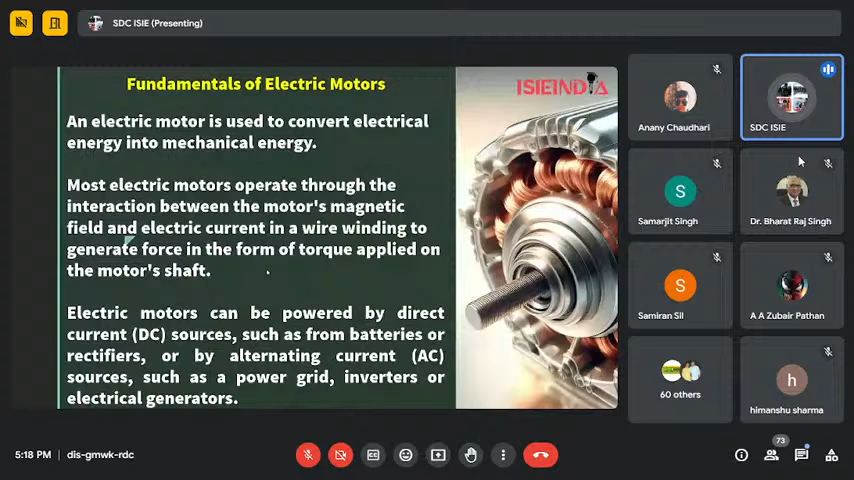 SDC ISIE (Presenting)
Fundamentals of Electric Motors
An electric motor is used to convert electrical
energy into mechanical energy.
Most electric motors operate through the
interaction between the motor's magnetic
field and electric current in a wire winding to
generate force in the form of torque applied on
the motor's shaft.
Electric motors can be powered by direct
current (DC) sources, such as from batteries or
rectifiers, or by alternating current (AC)
sources, such as a power grid, inverters or
electrical generators.
ISIEINDIA
Anany Chaudhari
SDC ISIE
S
Samarjit Singh
Dr. Bharat Raj Singh
S
Samiran Sil
A A Zubair Pathan
60 others
h
himanshu sharma
5:18 PM | dis-gmwk-rdc
73